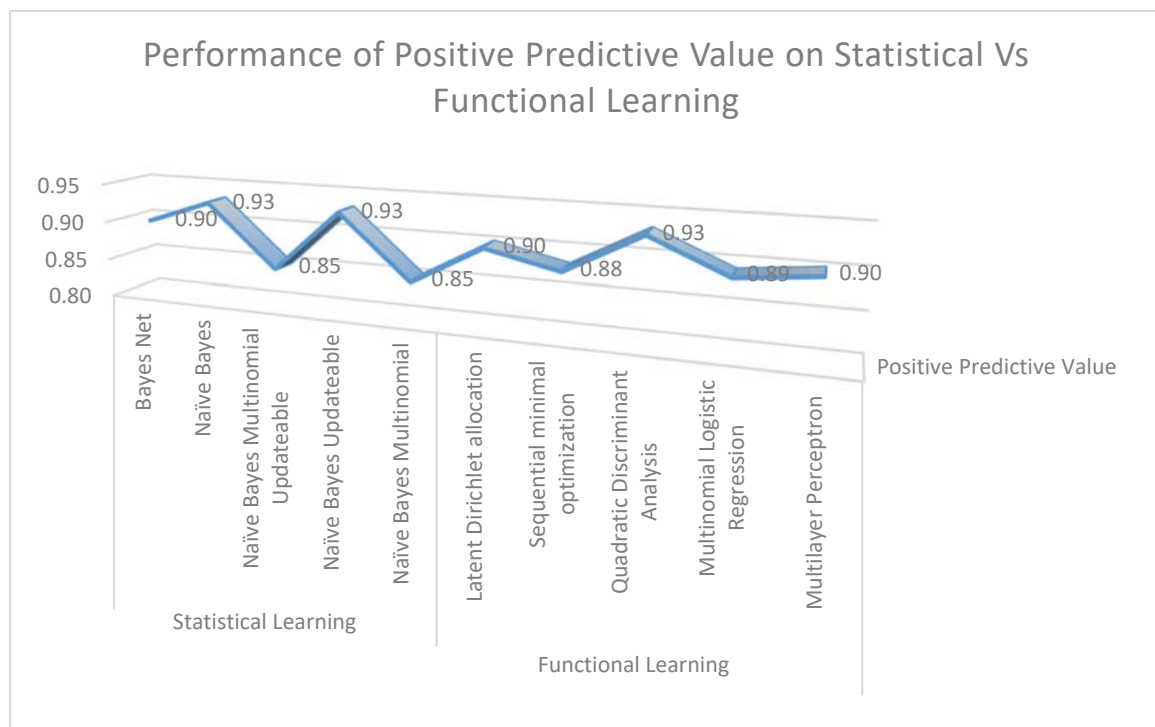 Performance of Positive Predictive Value on Statistical Vs
Functional Learning
0.95
0.90
0.85
0.80
0.90
0.93
0.85
0.93
0.85
0.90
0.88
0.93
0.89
0.90
Positive Predictive Value
Bayes Net
Naïve Bayes
Naïve Bayes Multinomial
Updateable
Naïve Bayes Updateable
Naïve Bayes Multinomial
Latent Dirichlet allocation
Sequential minimal
optimization
Quadratic Discriminant
Analysis
Multinomial Logistic
Regression
Multilayer Perceptron
Statistical Learning
Functional Learning